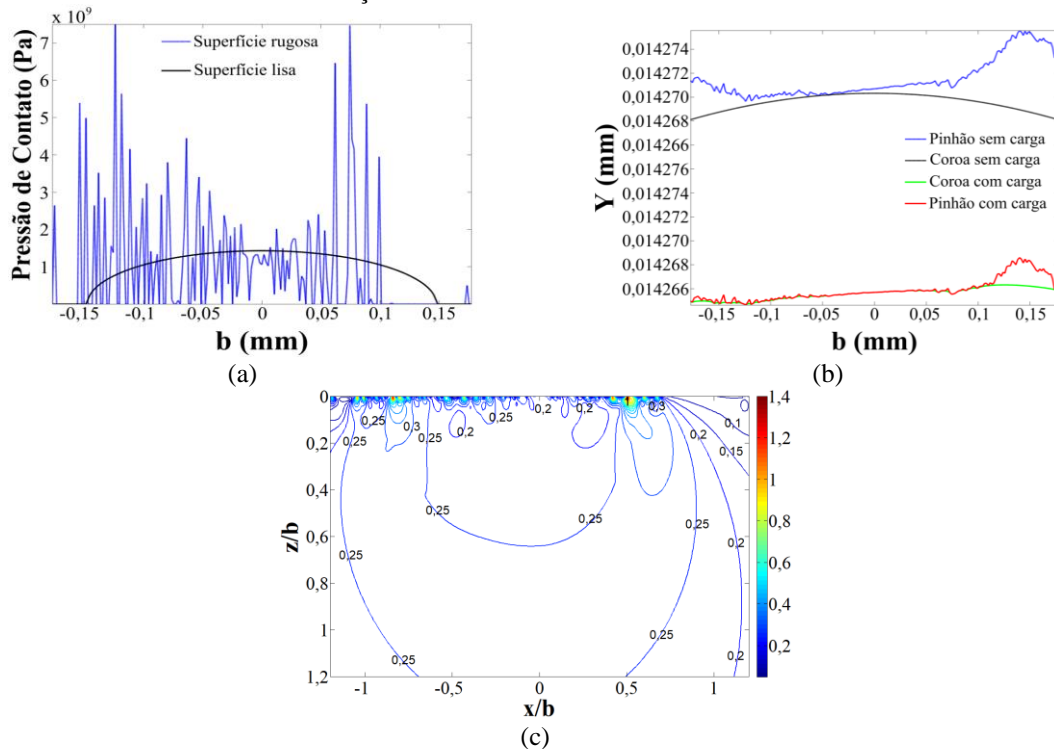 x 10⁹
7
6
5
4
3
2
1
Pressão de Contato (Pa)
Superfície rugosa
Superfície lisa
-0,15 -0,1 -0,05 0 0,05 0,1 0,15
b (mm)
(a)
0,014274
0,014272
0,014270
0,014268
0,014266
0,014276
0,014274
0,014272
0,014270
0,014268
0,014266
Y (mm)
Pinhão sem carga
Coroa sem carga
Coroa com carga
Pinhão com carga
-0,15 -0,1 -0,05 0 0,05 0,1 0,15
b (mm)
(b)
0
0,2
0,4
0,6
0,8
1
1,2
z/b
0,25 0,3 0,25 0,2 0,25 0,2 0,2 0,3 0,1
0,2 0,15
0,25 0,25
0,25 0,2
0,25 0,25 0,2
-1 -0,5 0 0,5 1
x/b
1,4
1,2
1
0,8
0,6
0,4
0,2
(c)